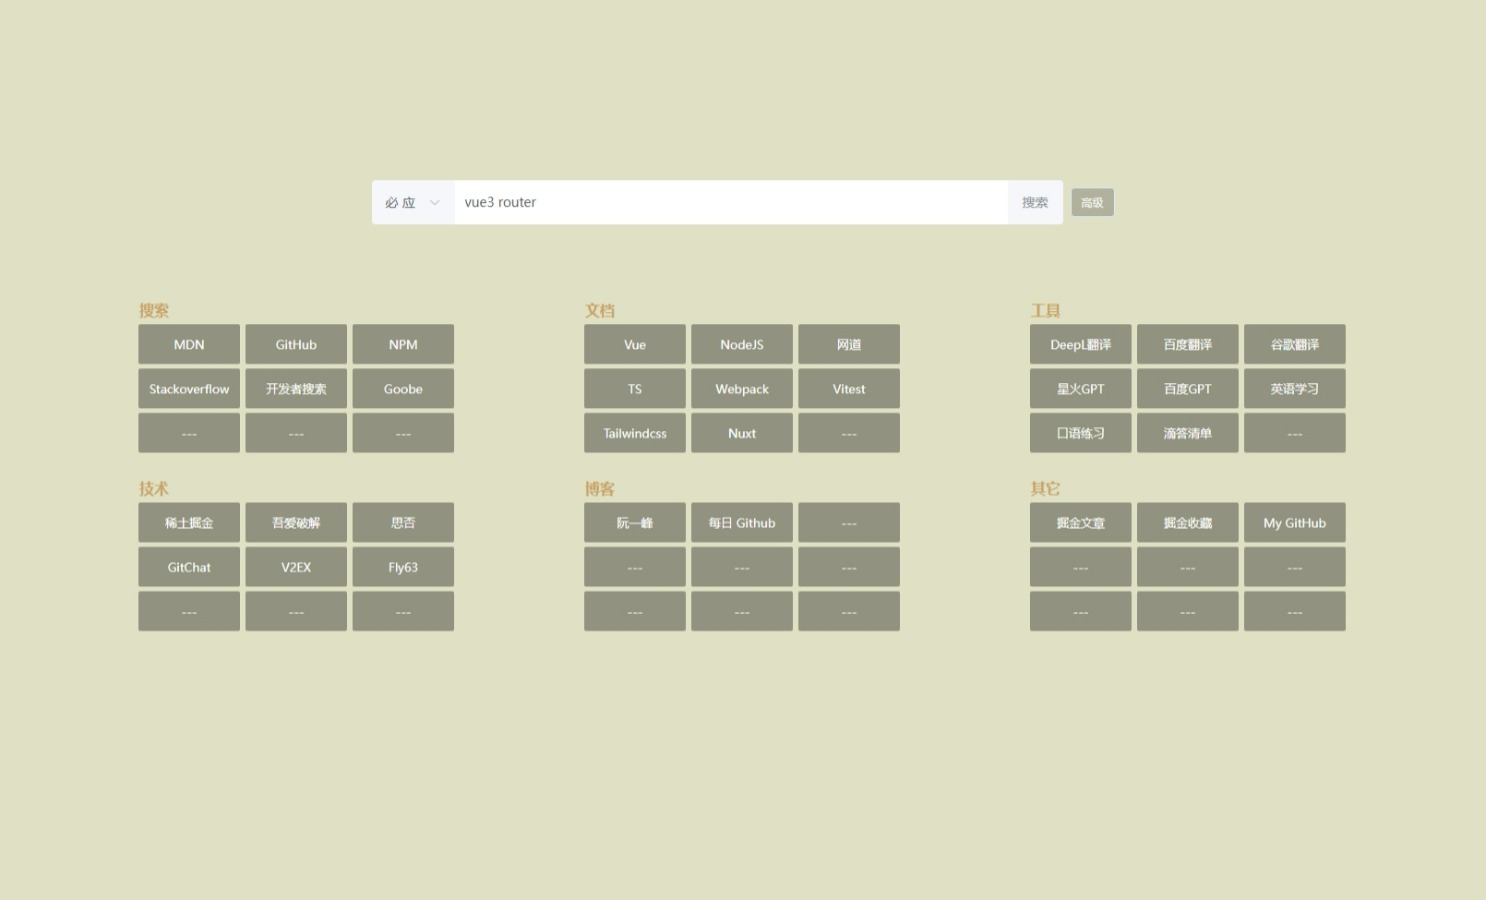 必 应 vue3 router 搜索 高级
搜索
MDN GitHub NPM
Stackoverflow 开发者搜索 Goobe
--- --- ---
文档
Vue NodeJS 网道
TS Webpack Vitest
Tailwindcss Nuxt ---
工具
DeepL翻译 百度翻译 谷歌翻译
星火GPT 百度GPT 英语学习
口语练习 滴答清单 ---
技术
稀土掘金 吾爱破解 思否
GitChat V2EX Fly63
--- --- ---
博客
阮一峰 每日 Github ---
--- --- ---
--- --- ---
其它
掘金文章 掘金收藏 My GitHub
--- --- ---
--- --- ---